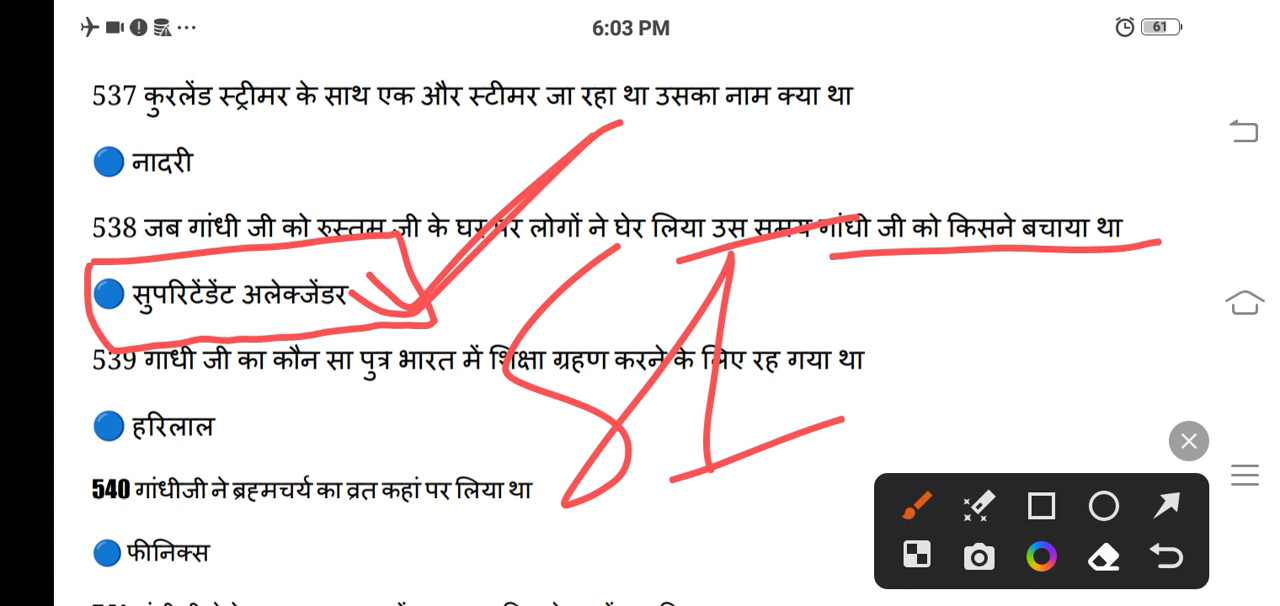 6:03 PM
61
537 कुरलेंड स्ट्रीमर के साथ एक और स्टीमर जा रहा था उसका नाम क्या था
नादरी
538 जब गांधी जी को रुस्तम जी के घर पर लोगों ने घेर लिया उस समय गांधी जी को किसने बचाया था
सुपरिटेंडेंट अलेक्जेंडर
539 गांधी जी का कौन सा पुत्र भारत में शिक्षा ग्रहण करने के लिए रह गया था
हरिलाल
540 गांधीजी ने ब्रह्मचर्य का व्रत कहां पर लिया था
फीनिक्स